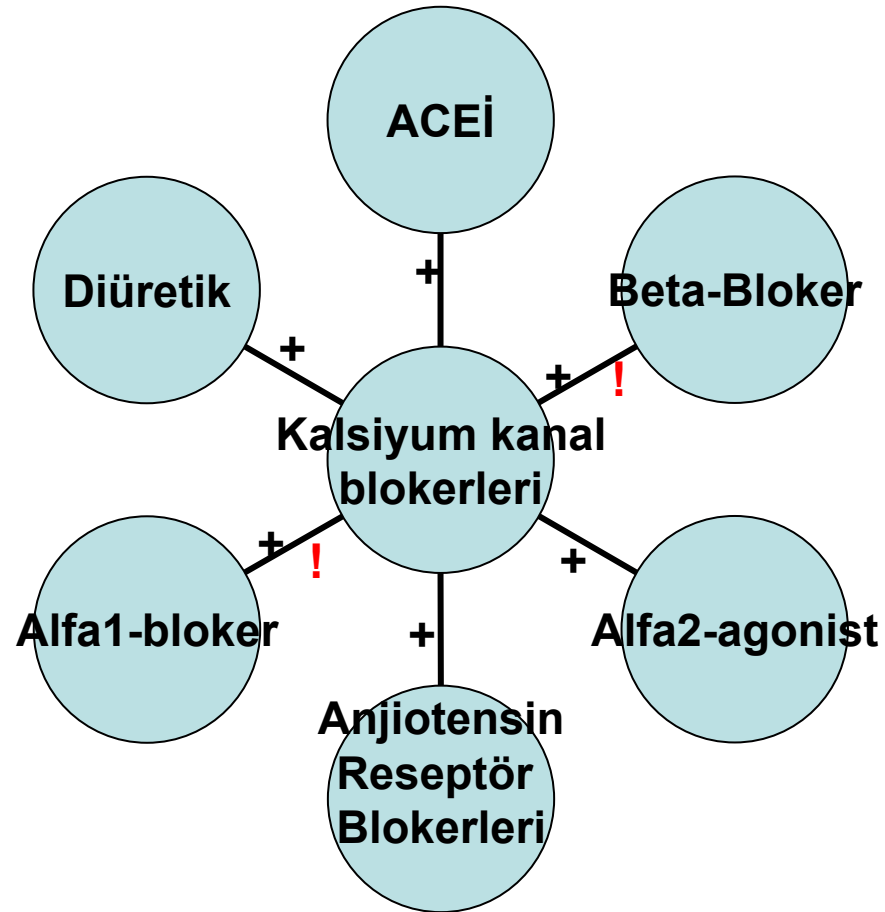 ACEİ
+
Diüretik
Beta-Bloker
+
+
!
Kalsiyum kanal
blokerleri
+
!
+
Alfa1-bloker
Alfa2-agonist
+
Anjiotensin
Reseptör
Blokerleri